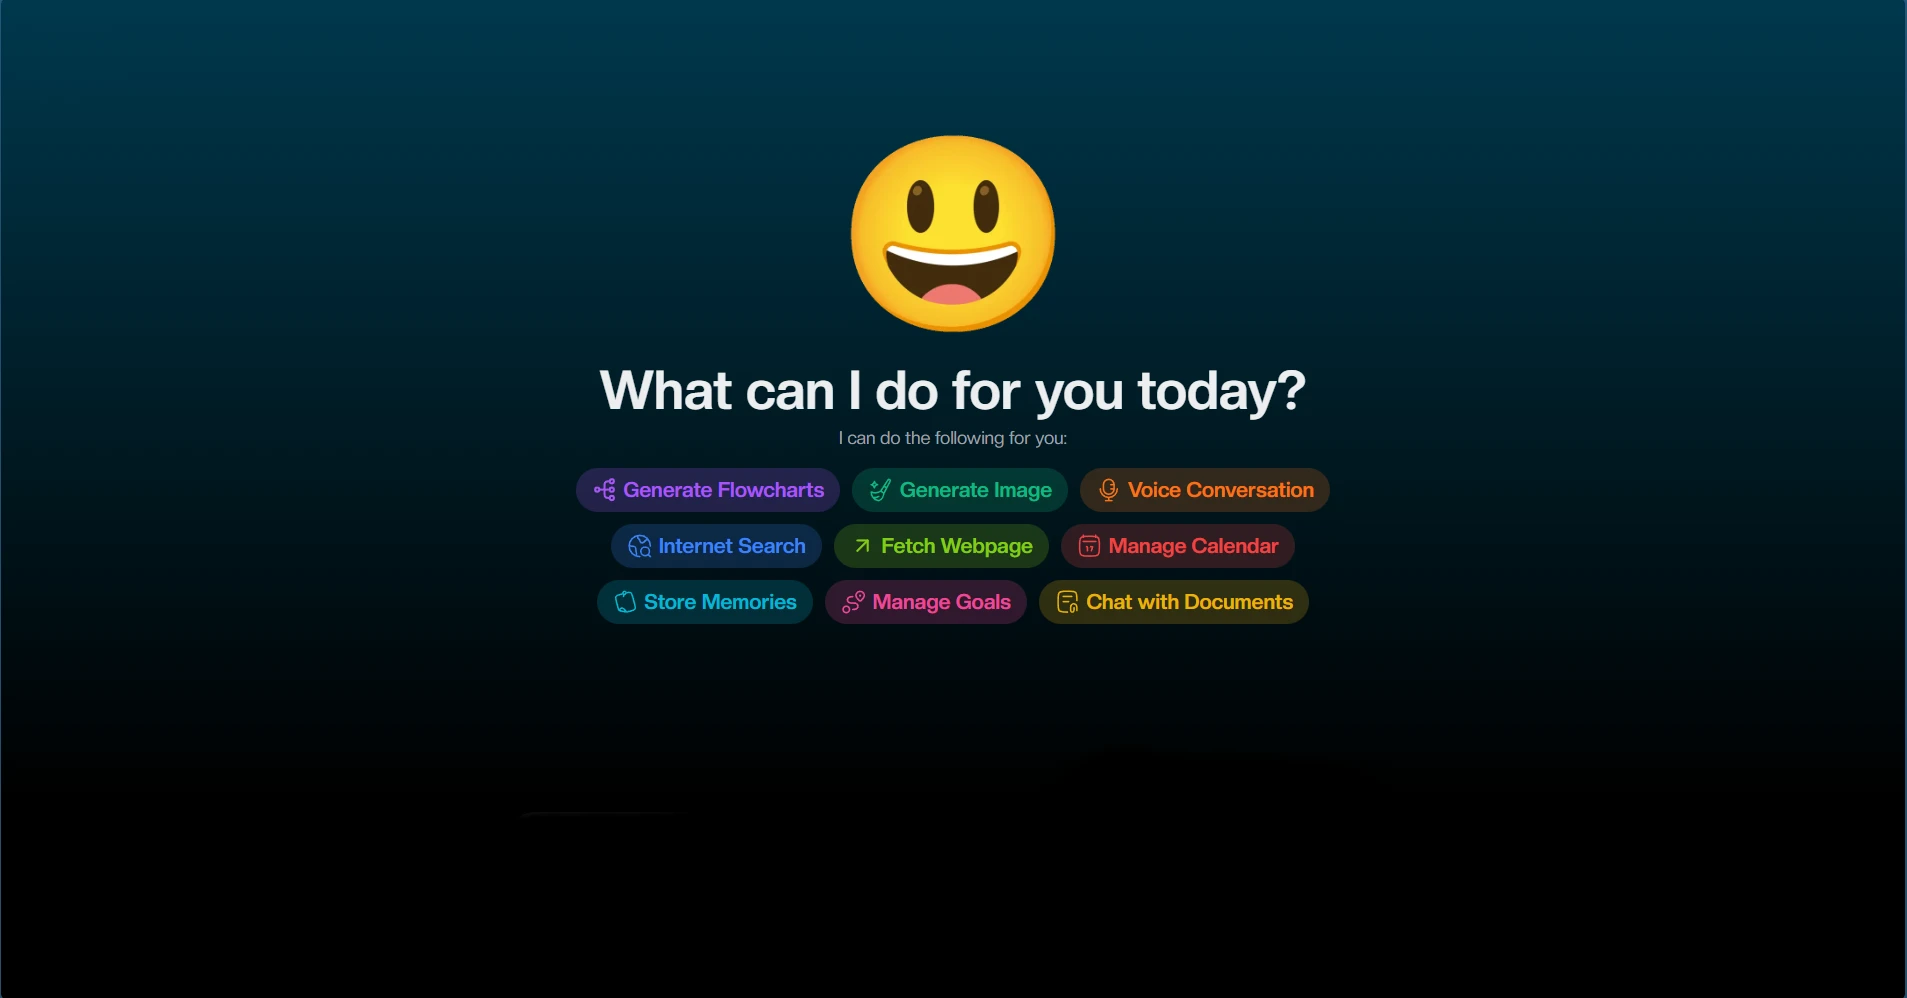 What can I do for you today?
I can do the following for you:
Generate Flowcharts
Generate Image
Voice Conversation
Internet Search
Fetch Webpage
17
Manage Calendar
Store Memories
Manage Goals
Chat with Documents